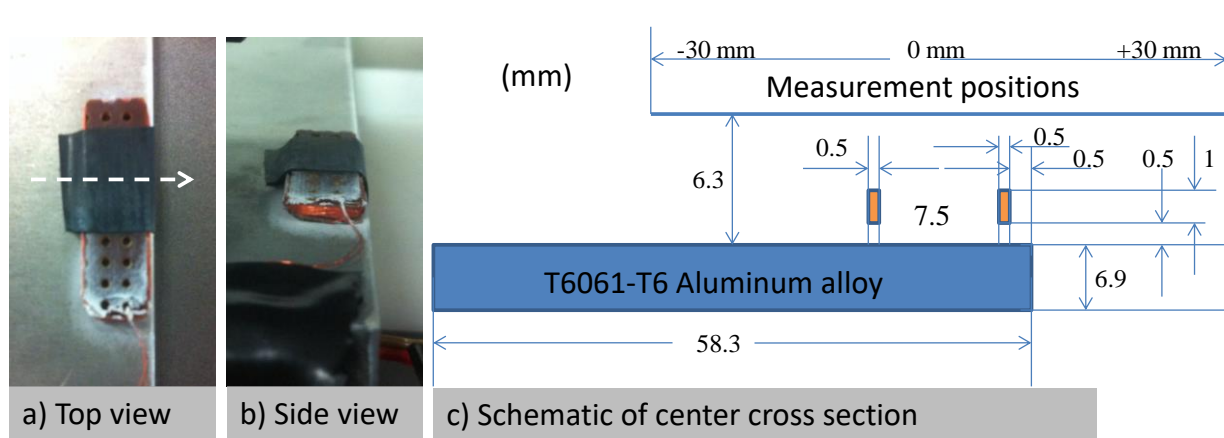 -30 mm 0 mm +30 mm
(mm)
Measurement positions
0.5
0.5 0.5 0.5 1
6.3
7.5
T6061-T6 Aluminum alloy
6.9
58.3
a) Top view
b) Side view
c) Schematic of center cross section